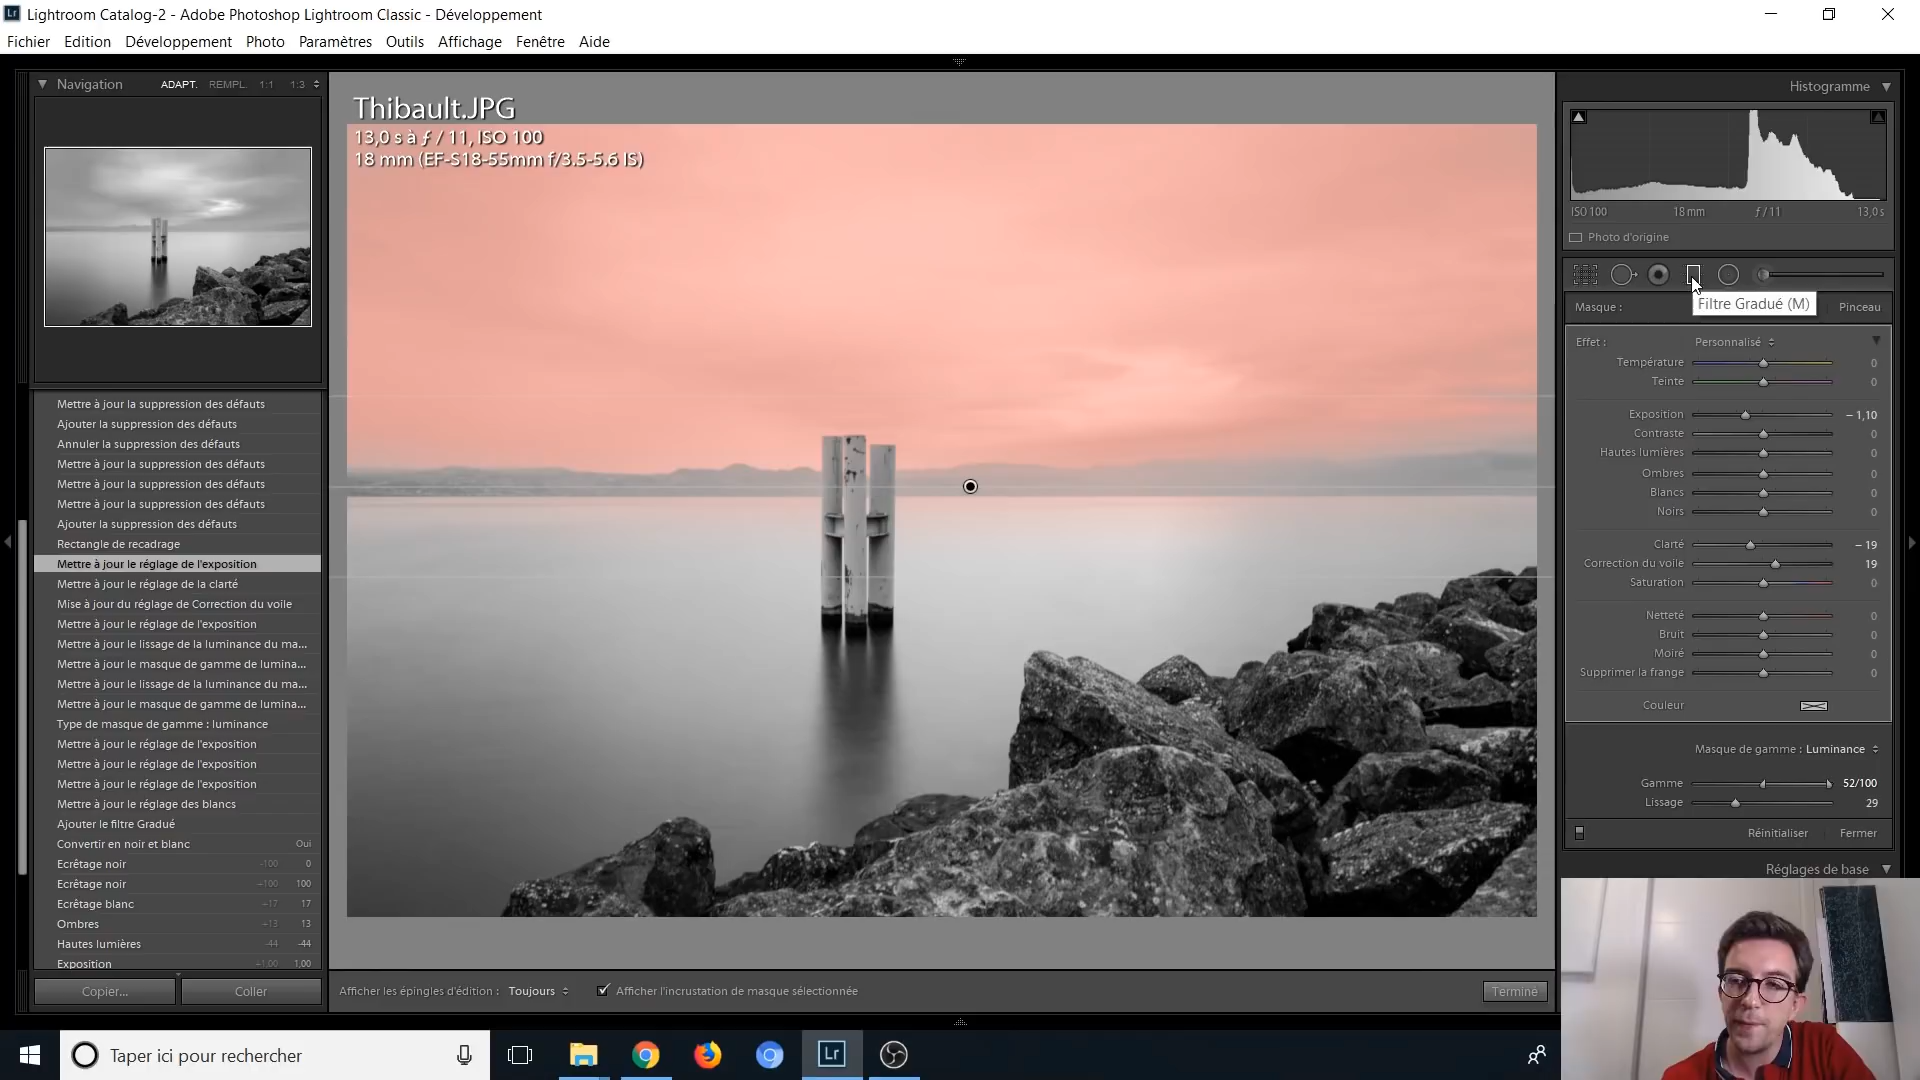 Lr Lightroom Catalog-2 - Adobe Photoshop Lightroom Classic - Développement
Fichier Edition Développement Photo Paramètres Outils Affichage Fenêtre Aide
Navigation ADAPT. REMPL. 1:1 1:3
Mettre à jour la suppression des défauts
Ajouter la suppression des défauts
Annuler la suppression des défauts
Mettre à jour la suppression des défauts
Mettre à jour la suppression des défauts
Mettre à jour la suppression des défauts
Ajouter la suppression des défauts
Rectangle de recadrage
Mettre à jour le réglage de l'exposition
Mettre à jour le réglage de la clarté
Mise à jour du réglage de Correction du voile
Mettre à jour le réglage de l'exposition
Mettre à jour le lissage de la luminance du ma...
Mettre à jour le masque de gamme de lumina...
Mettre à jour le lissage de la luminance du ma...
Mettre à jour le masque de gamme de lumina...
Type de masque de gamme : luminance
Mettre à jour le réglage de l'exposition
Mettre à jour le réglage de l'exposition
Mettre à jour le réglage de l'exposition
Mettre à jour le réglage des blancs
Ajouter le filtre Gradué
Convertir en noir et blanc Oui
Ecrêtage noir -100 0
Ecrêtage noir +100 100
Ecrêtage blanc +17 17
Ombres +13 13
Hautes lumières -44 -44
Exposition +1,00 1,00
Copier... Coller
Thibault.JPG
13,0 s à ƒ / 11, ISO 100
18 mm (EF-S18-55mm f/3.5-5.6 IS)
Afficher les épingles d'édition : Toujours Afficher l'incrustation de masque sélectionnée Terminé
Histogramme
ISO 100 18 mm ƒ / 11 13,0 s
Photo d'origine
Filtre Gradué (M)
Masque : Pinceau
Effet : Personnalisé
Température 0
Teinte 0
Exposition – 1,10
Contraste 0
Hautes lumières 0
Ombres 0
Blancs 0
Noirs 0
Clarté – 19
Correction du voile 19
Saturation 0
Netteté 0
Bruit 0
Moiré 0
Supprimer la frange 0
Couleur
Masque de gamme : Luminance
Gamme 52/100
Lissage 29
Réinitialiser Fermer
Réglages de base
Taper ici pour rechercher
Lr